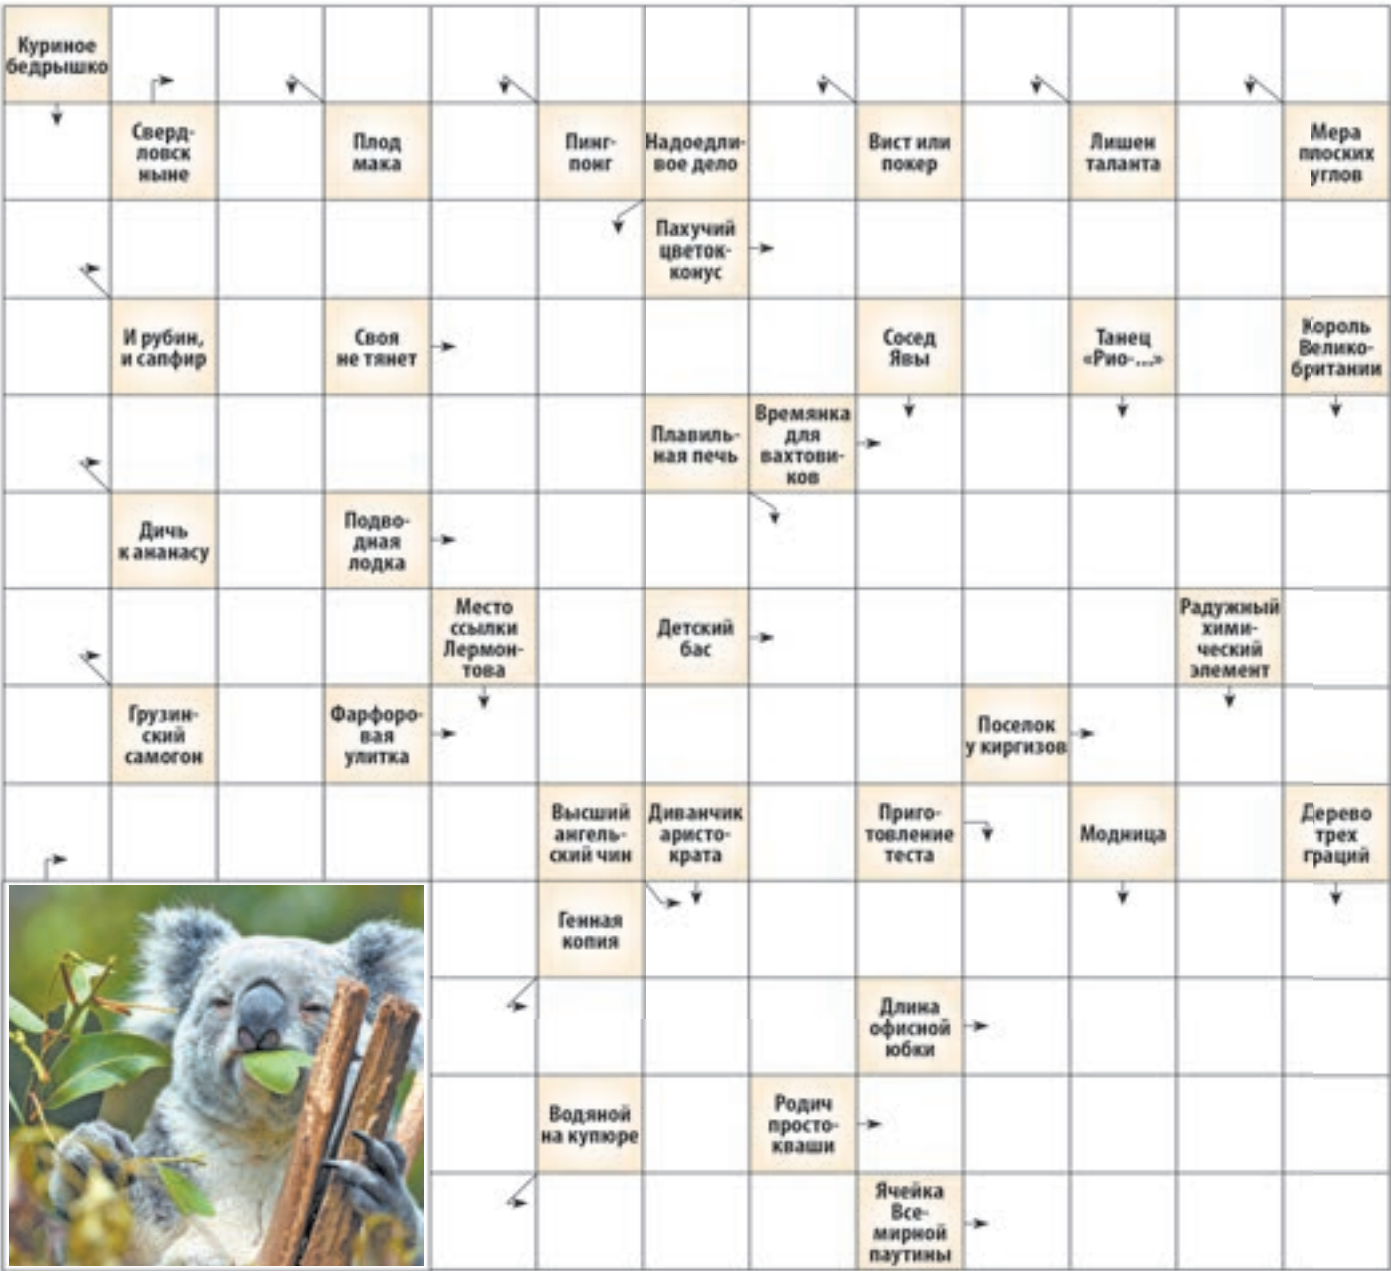 Куриное
бедрышко
Сверд-
ловск
ныне
Плод
мака
Пинг-
понг
Надоедли-
вое дело
Вист или
покер
Лишен
таланта
Мера
плоских
углов
Пахучий
цветок-
конус
И рубин,
и сапфир
Своя
не тянет
Сосед
Явы
Танец
«Рио-...»
Король
Велико-
британии
Плавиль-
ная печь
Времянка
для
вахтови-
ков
Дичь
к ананасу
Подво-
дная
лодка
Место
ссылки
Лермон-
това
Детский
бас
Радужный
хими-
ческий
элемент
Грузин-
ский
самогон
Фарфоро-
вая
улитка
Поселок
у киргизов
Высший
ангель-
ский чин
Диванчик
аристо-
крата
Приго-
товление
теста
Модница
Дерево
трех
граций
Генная
копия
Длина
офисной
юбки
Водяной
на купюре
Родич
просто-
кваши
Ячейка
Все-
мирной
паутины